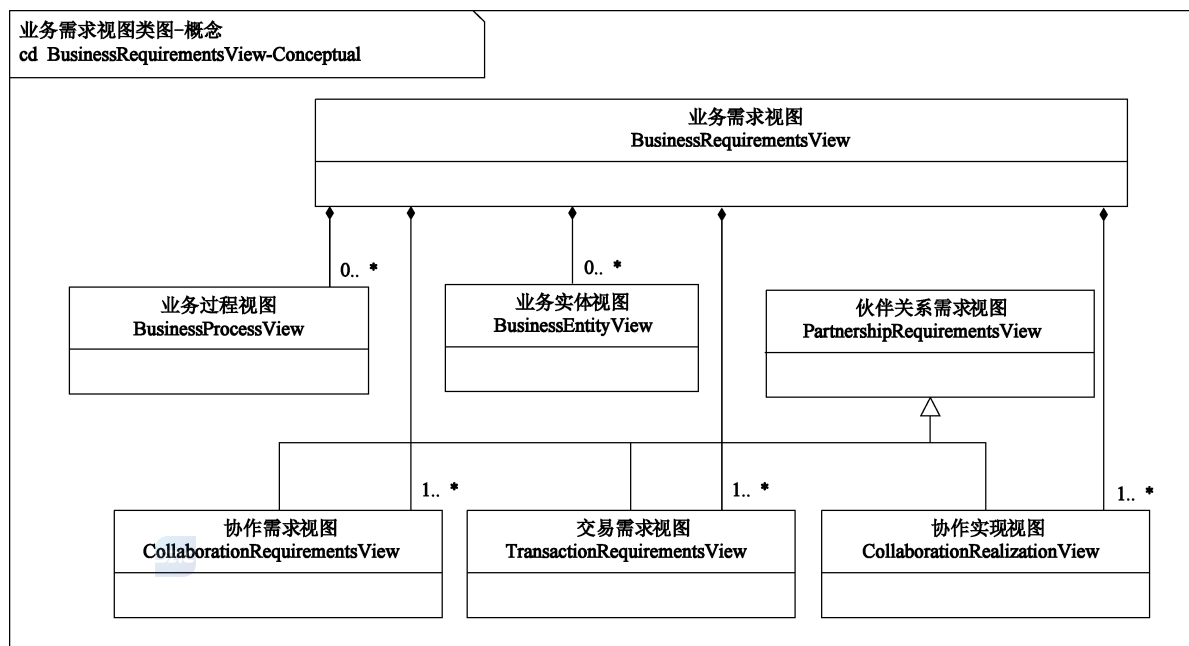 业务需求视图类图-概念
cd BusinessRequirementsView-Conceptual
业务需求视图
BusinessRequirementsView
0.. *
0.. *
业务过程视图
BusinessProcessView
业务实体视图
BusinessEntityView
伙伴关系需求视图
PartnershipRequirementsView
1.. *
1.. *
1.. *
协作需求视图
CollaborationRequirementsView
交易需求视图
TransactionRequirementsView
协作实现视图
CollaborationRealizationView